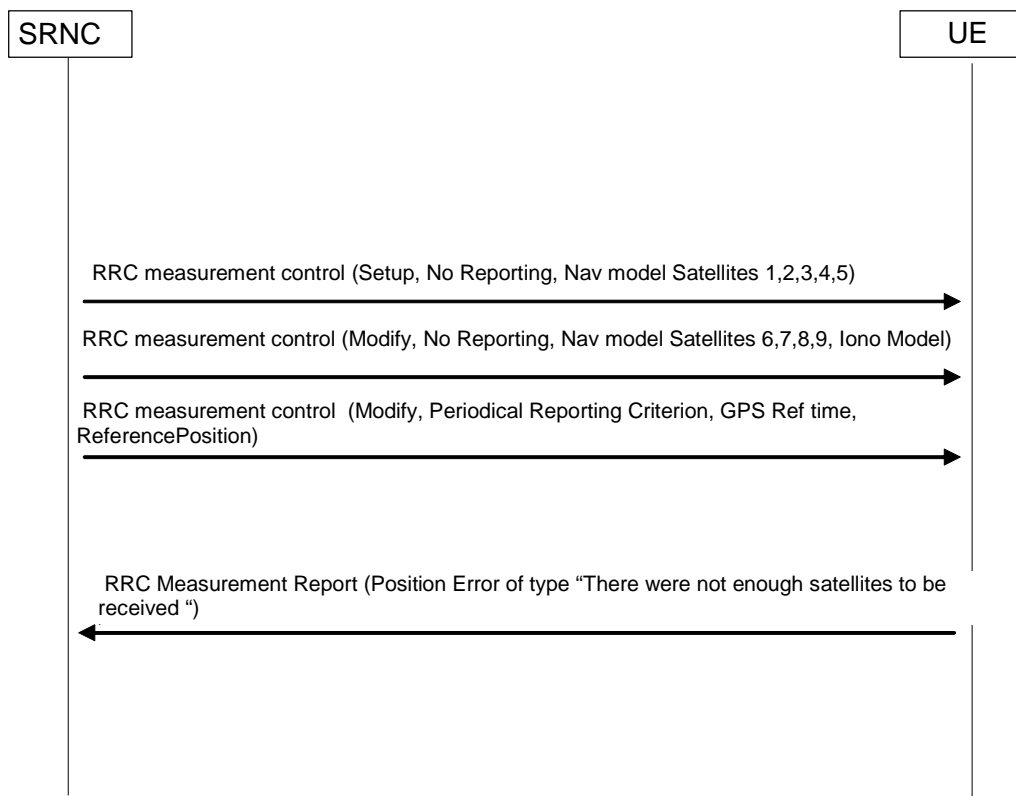 SRNC
UE
RRC measurement control (Setup, No Reporting, Nav model Satellites 1,2,3,4,5)
RRC measurement control (Modify, No Reporting, Nav model Satellites 6,7,8,9, Iono Model)
RRC measurement control (Modify, Periodical Reporting Criterion, GPS Ref time,
ReferencePosition)
RRC Measurement Report (Position Error of type “There were not enough satellites to be
received “)